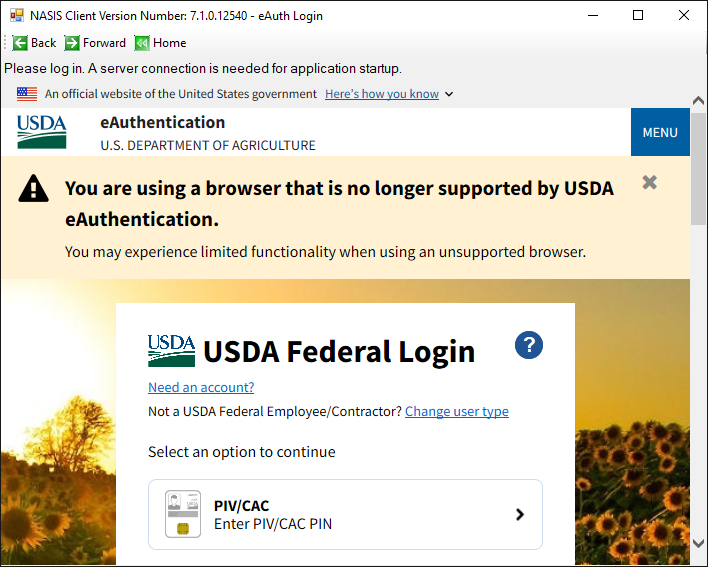 NASIS Client Version Number: 7.1.0.12540 - eAuth Login
Back Forward Home
Please log in. A server connection is needed for application startup.
An official website of the United States government Here's how you know
USDA
eAuthentication
U.S. DEPARTMENT OF AGRICULTURE
MENU
You are using a browser that is no longer supported by USDA
eAuthentication.
You may experience limited functionality when using an unsupported browser.
USDA
USDA Federal Login
?
Need an account?
Not a USDA Federal Employee/Contractor? Change user type
Select an option to continue
PIV/CAC
Enter PIV/CAC PIN